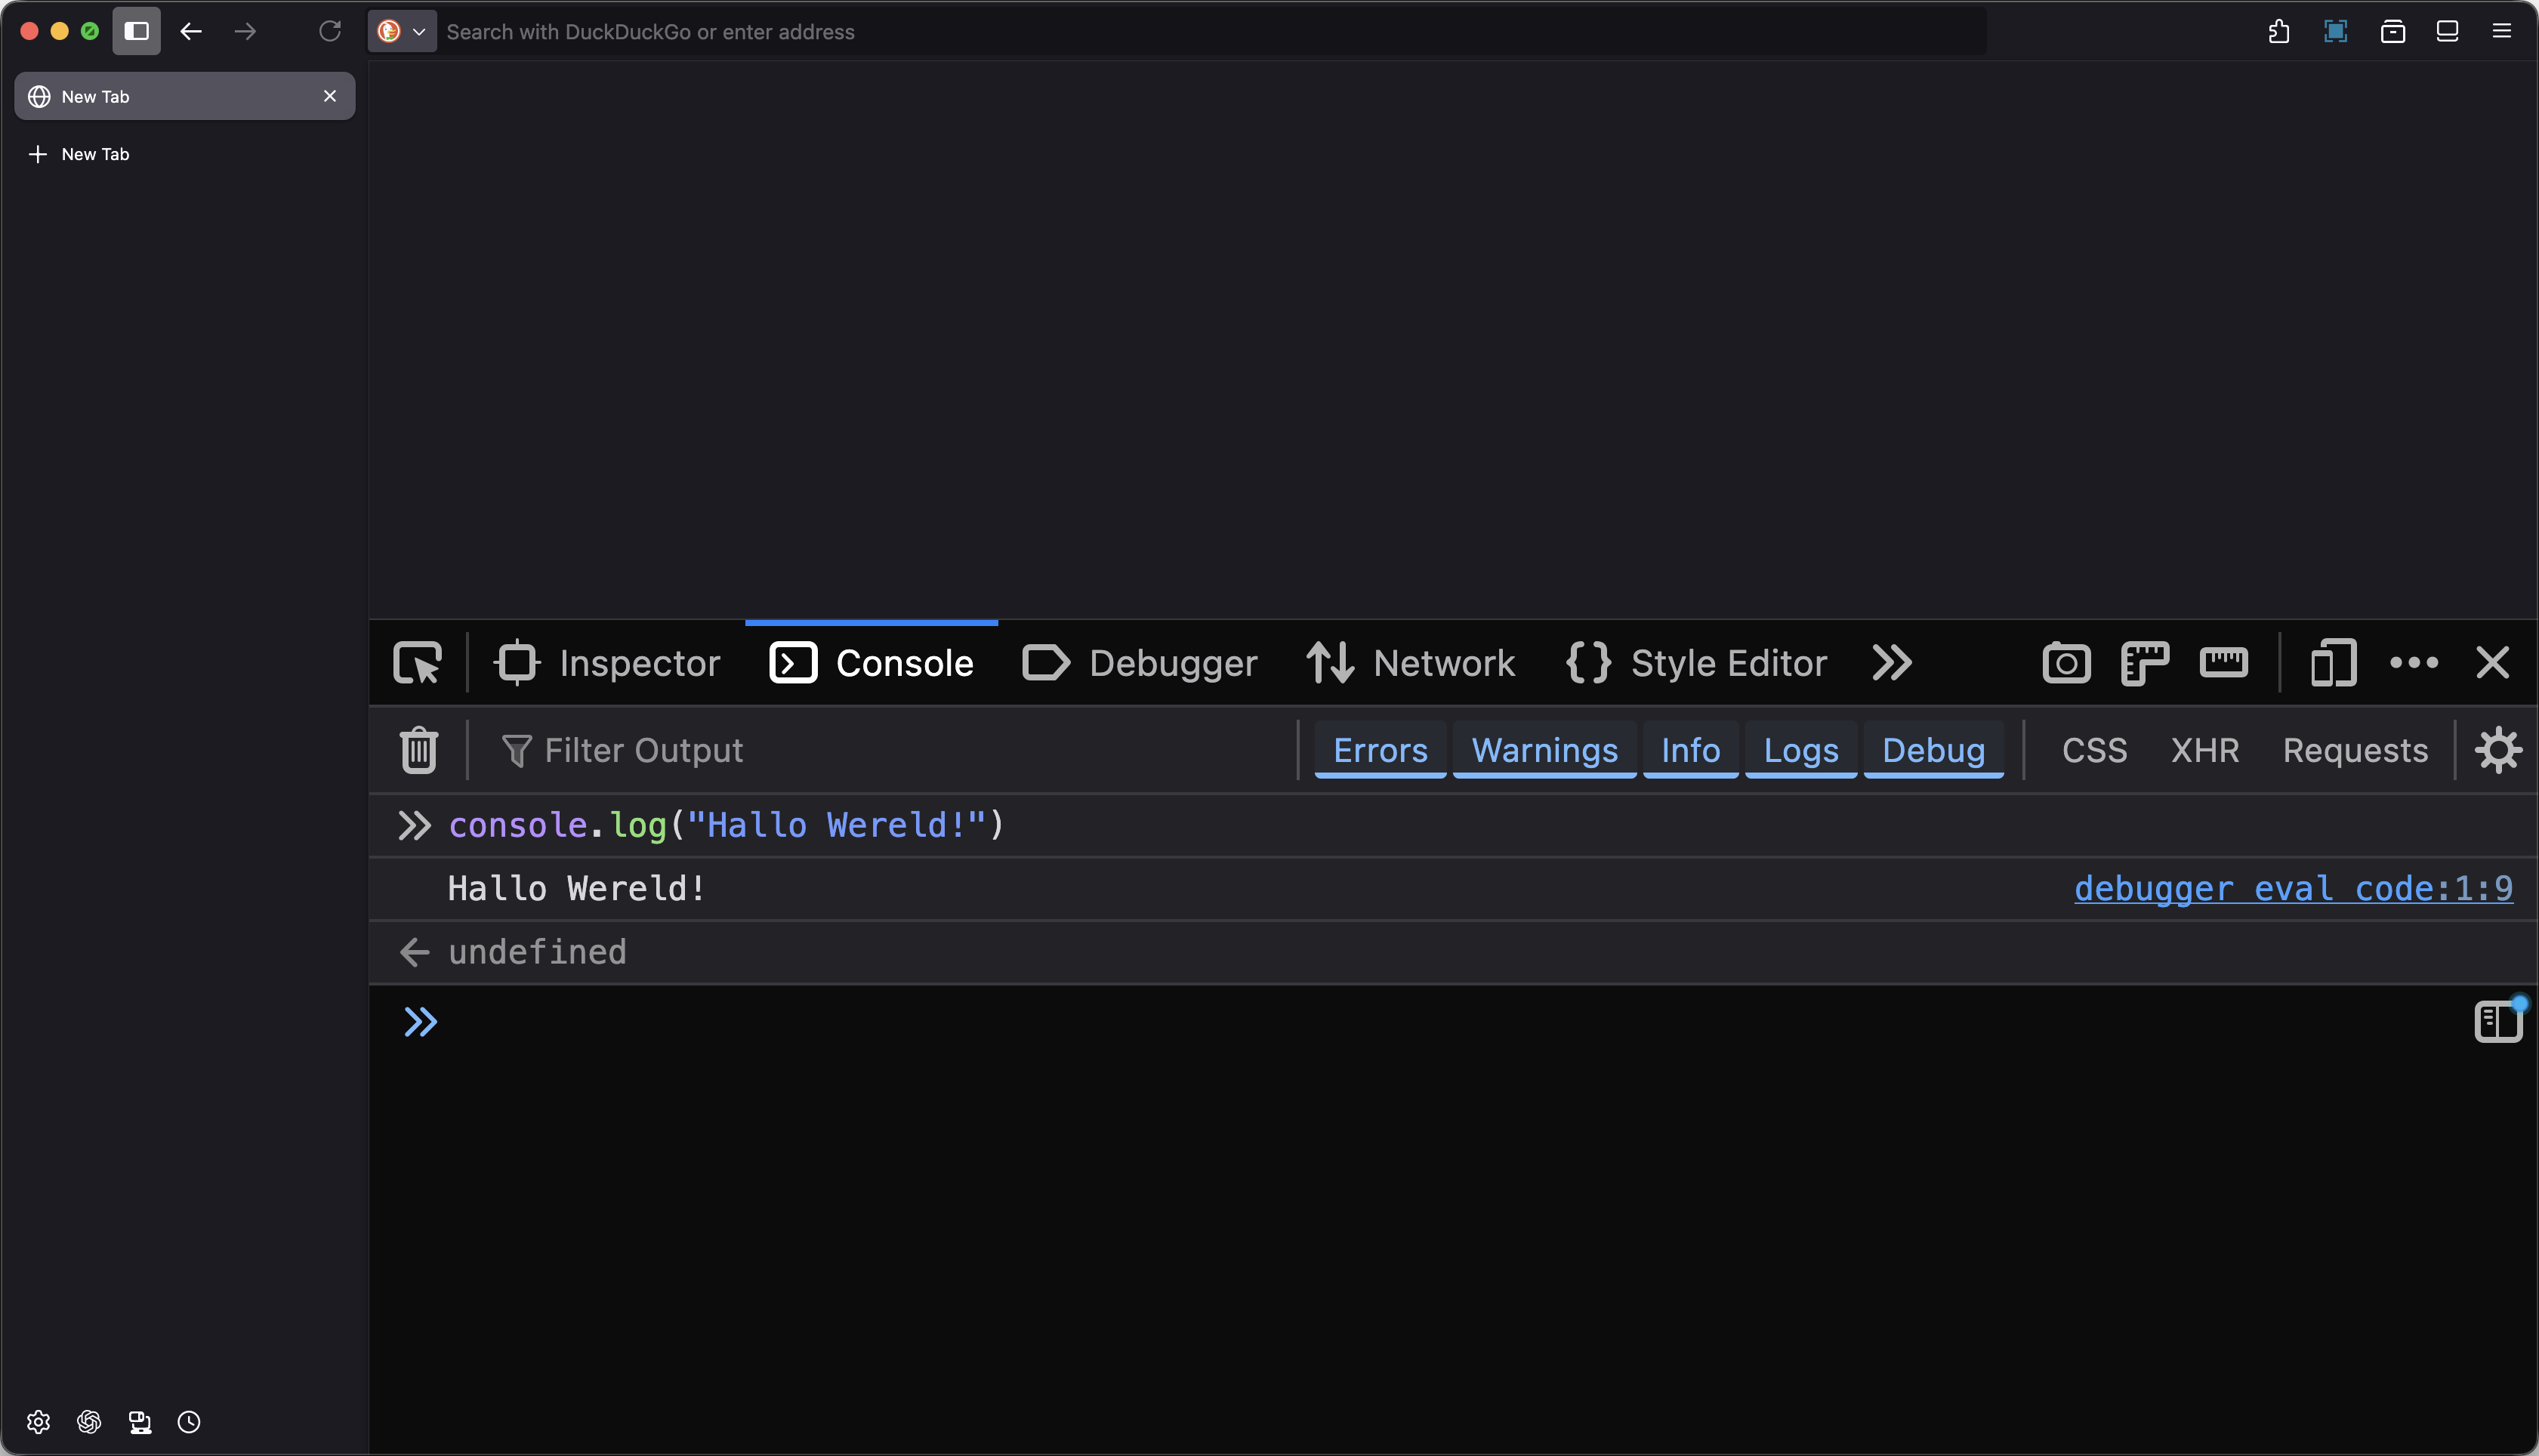 Search with DuckDuckGo or enter address
New Tab
New Tab
Inspector Console Debugger Network Style Editor
Filter Output Errors Warnings Info Logs Debug CSS XHR Requests
console.log("Hallo Wereld!")
Hallo Wereld! debugger eval code:1:9
undefined